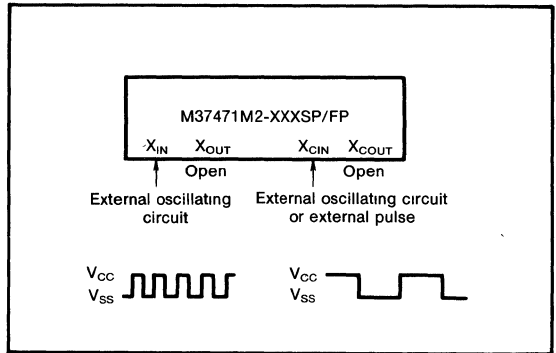 M37471M2-XXXSP/FP
XIN XOUT XCIN XCOUT
Open Open
External oscillating circuit
External oscillating circuit or external pulse
VCC VCC
VSS VSS